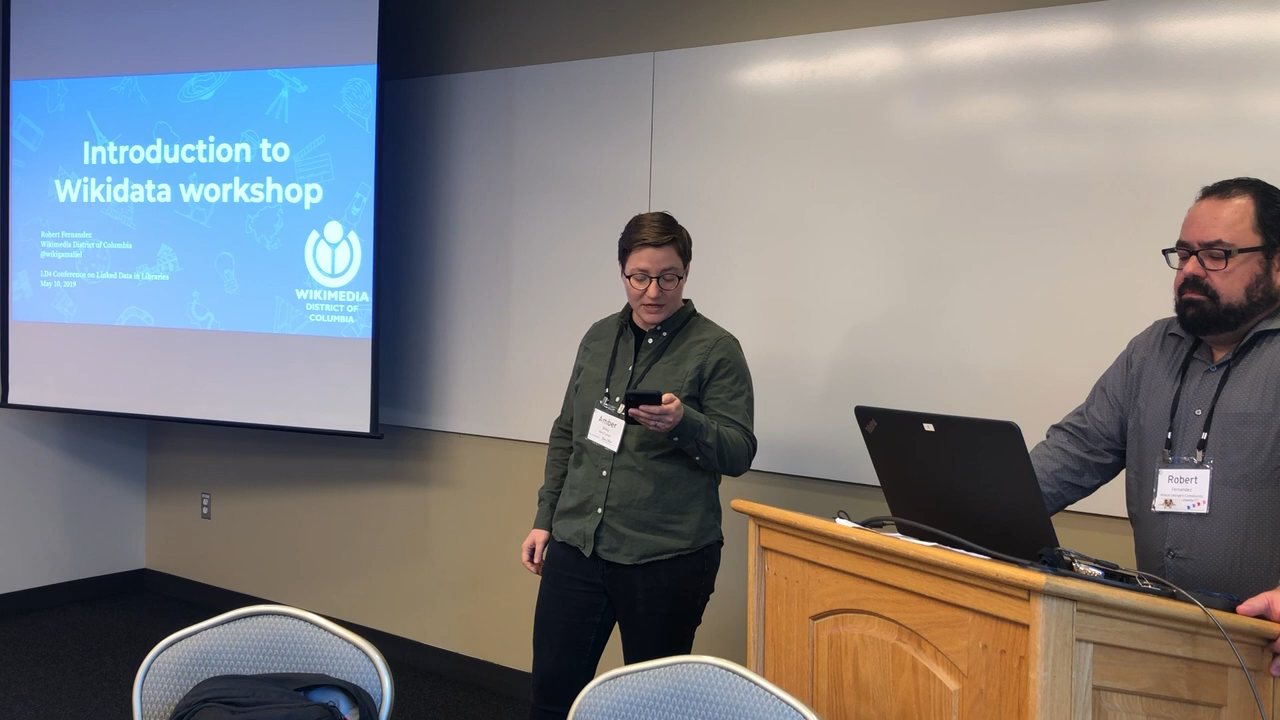 Introduction to
Wikidata workshop
Robert Fernandez
Wikimedia District of Columbia
@wikigamaliel
LD4 Conference on Linked Data in Libraries
May 10, 2019
WIKIMEDIA
DISTRICT OF
COLUMBIA
Amber
Robert
Fernandez